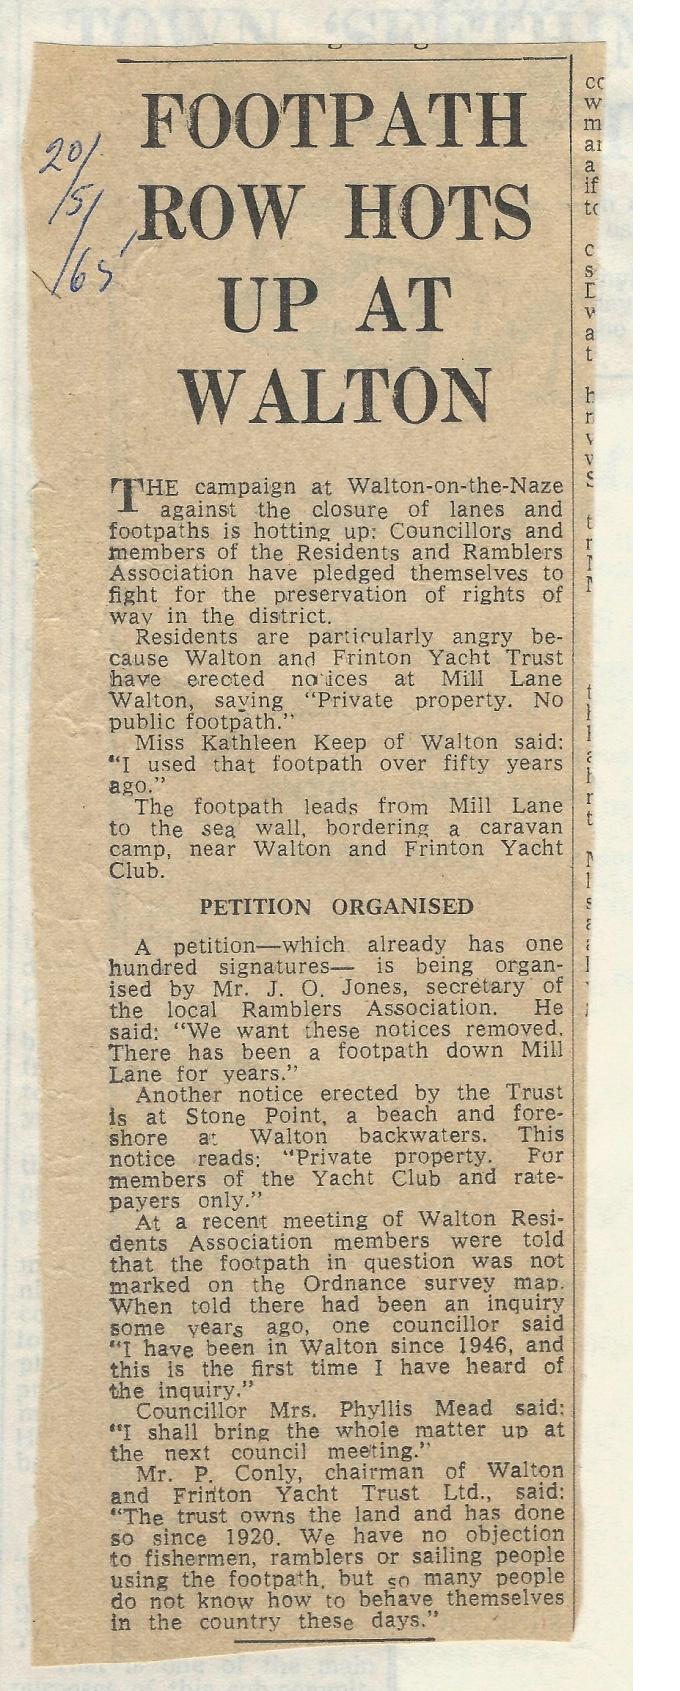 20/
/5/
/65
FOOTPATH
ROW HOTS
UP AT
WALTON
THE campaign at Walton-on-the-Naze
against the closure of lanes and
footpaths is hotting up: Councillors and
members of the Residents and Ramblers
Association have pledged themselves to
fight for the preservation of rights of
way in the district.
Residents are particularly angry be-
cause Walton and Frinton Yacht Trust
have erected notices at Mill Lane
Walton, saying “Private property. No
public footpath.”
Miss Kathleen Keep of Walton said:
“I used that footpath over fifty years
ago.”
The footpath leads from Mill Lane
to the sea wall, bordering a caravan
camp, near Walton and Frinton Yacht
Club.
PETITION ORGANISED
A petition—which already has one
hundred signatures— is being organ-
ised by Mr. J. O. Jones, secretary of
the local Ramblers Association. He
said: “We want these notices removed.
There has been a footpath down Mill
Lane for years.”
Another notice erected by the Trust
is at Stone Point, a beach and fore-
shore at Walton backwaters. This
notice reads: “Private property. For
members of the Yacht Club and rate-
payers only.”
At a recent meeting of Walton Resi-
dents Association members were told
that the footpath in question was not
marked on the Ordnance survey map.
When told there had been an inquiry
some years ago, one councillor said
“I have been in Walton since 1946, and
this is the first time I have heard of
the inquiry.”
Councillor Mrs. Phyllis Mead said:
“I shall bring the whole matter up at
the next council meeting.”
Mr. P. Conly, chairman of Walton
and Frinton Yacht Trust Ltd., said:
“The trust owns the land and has done
so since 1920. We have no objection
to fishermen, ramblers or sailing people
using the footpath, but so many people
do not know how to behave themselves
in the country these days.”